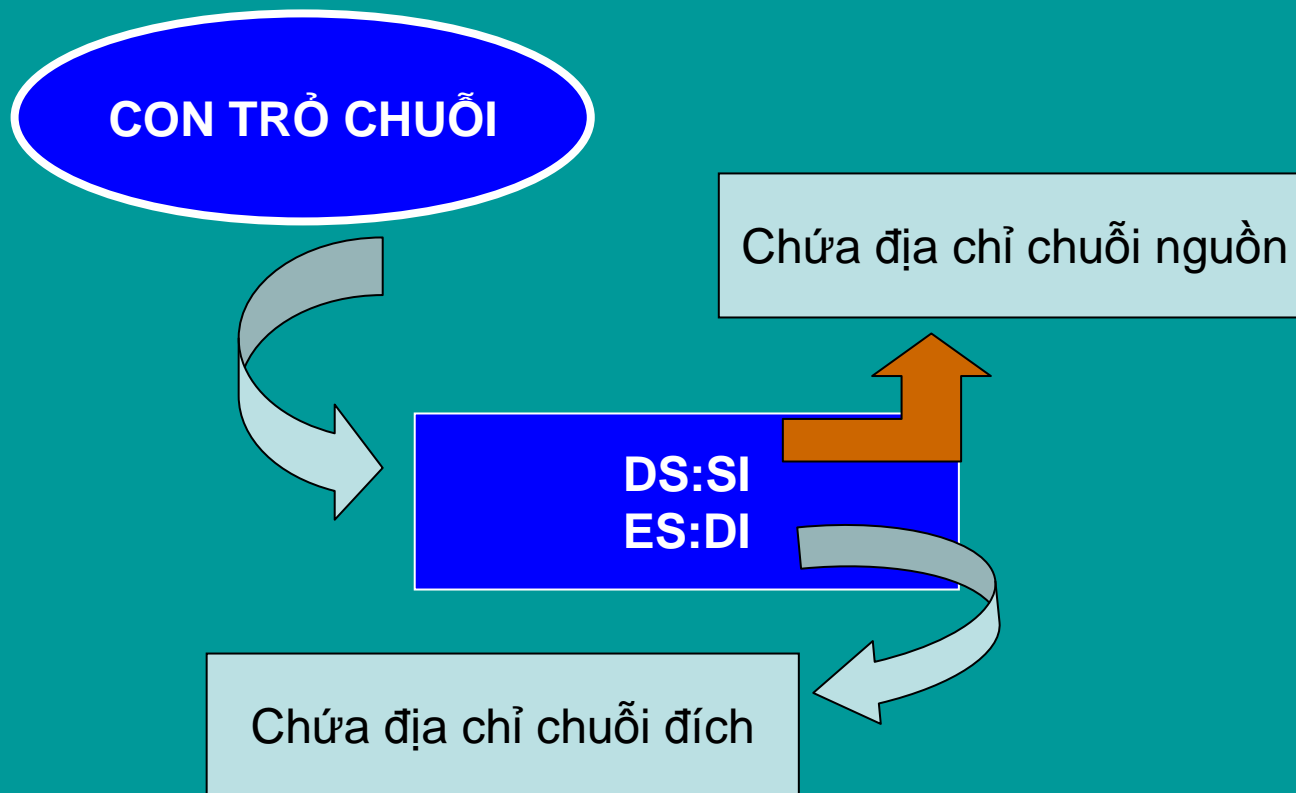 CON TRỎ CHUỖI
Chứa địa chỉ chuỗi nguồn
DS:SI
ES:DI
Chứa địa chỉ chuỗi đích